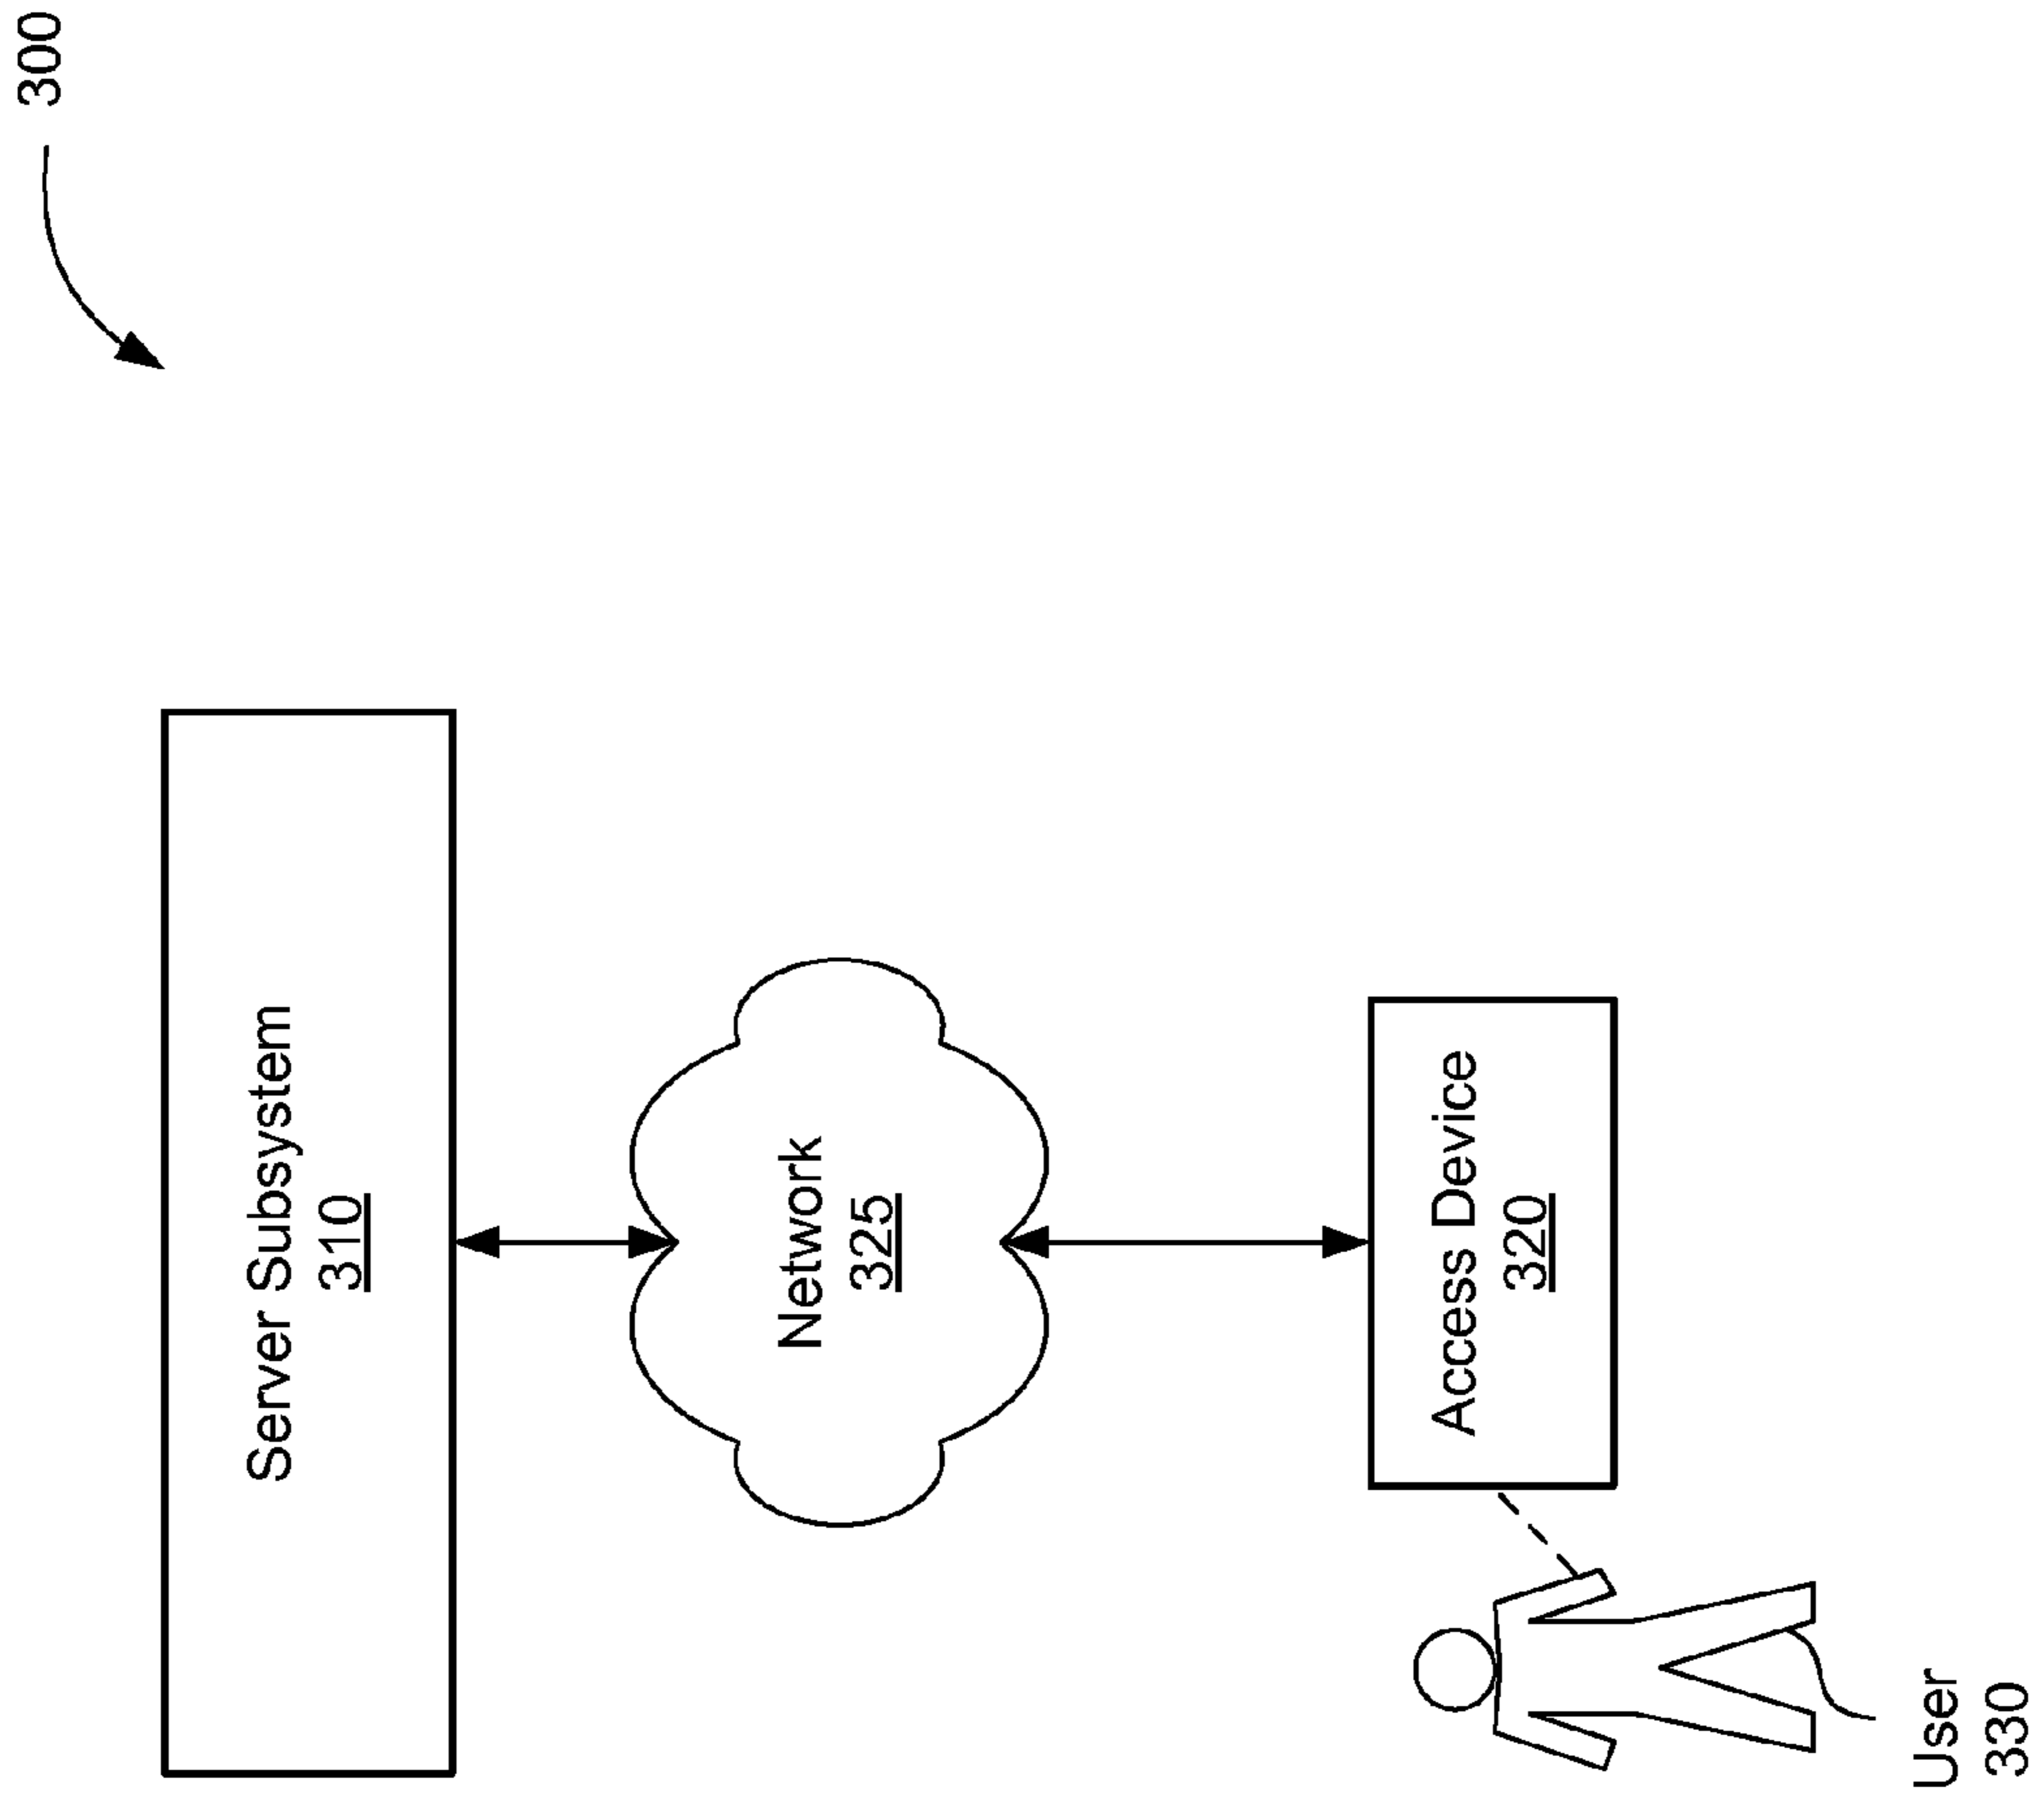 300
Server Subsystem
310
Network
325
Access Device
320
User
330